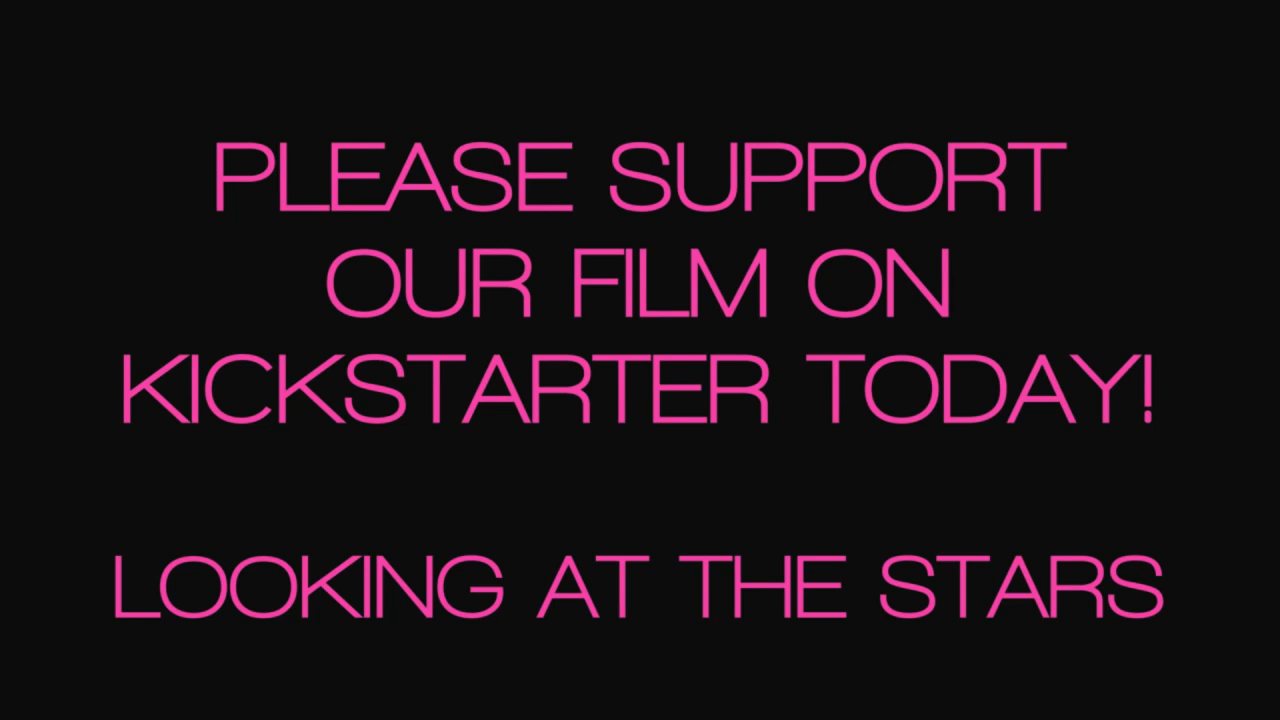 PLEASE SUPPORT
OUR FILM ON
KICKSTARTER TODAY!
LOOKING AT THE STARS